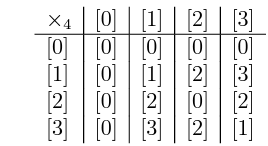 ×₄ [0] [1] [2] [3]
[0] [0] [0] [0] [0]
[1] [0] [1] [2] [3]
[2] [0] [2] [0] [2]
[3] [0] [3] [2] [1]